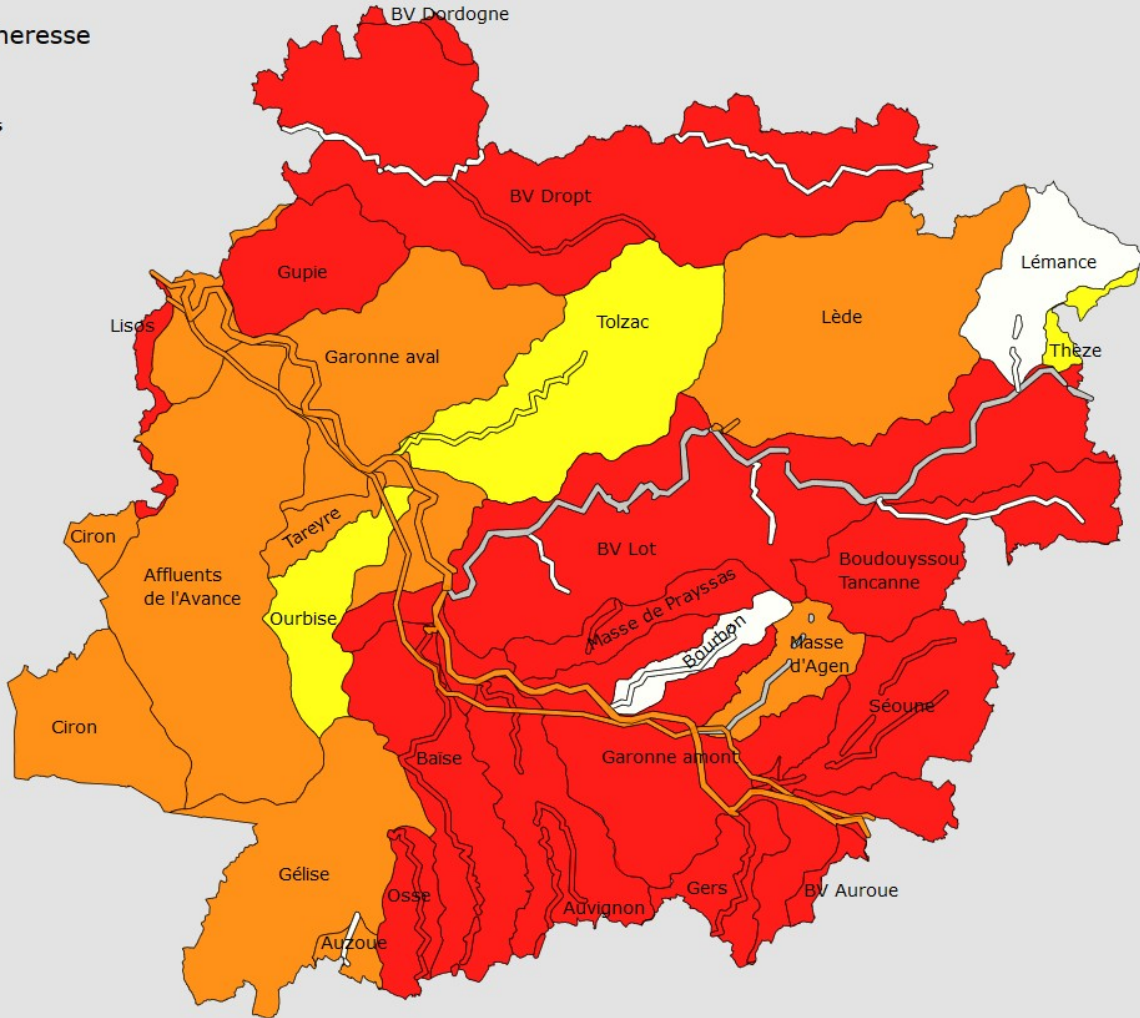 BV Dordogne
heresse
s
BV Dropt
Gupie
Lémance
Lisos
Tolzac
Lède
Garonne aval
Thèze
Tareyre
Ciron
BV Lot
Boudouyssou
Tancanne
Affluents
de l'Avance
Masse de Prayssas
Ourbise
Bourbon
Masse
d'Agen
Séoune
Ciron
Baïse
Garonne amont
Gélise
Osse
Gers
BV Auroue
Auvignon
Auzoue